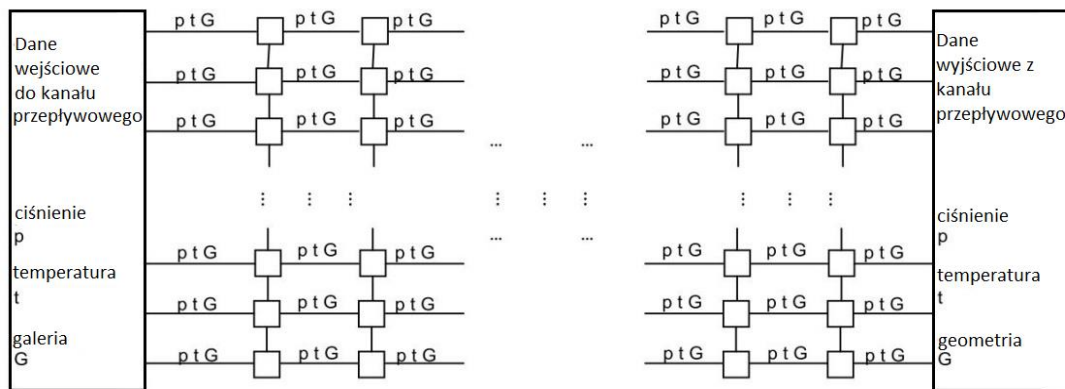 p t G p t G p t G p t G p t G p t G
Dane
wejściowe
do kanału
przepływowego
Dane
wyjściowe z
kanału
przepływowego
p t G p t G p t G p t G p t G p t G
p t G p t G p t G p t G p t G p t G
... ...
... ...
ciśnienie
p
temperatura
t
galeria
G
ciśnienie
p
temperatura
t
geometria
G
p t G p t G p t G p t G p t G p t G
p t G p t G p t G p t G p t G p t G
p t G p t G p t G p t G p t G p t G